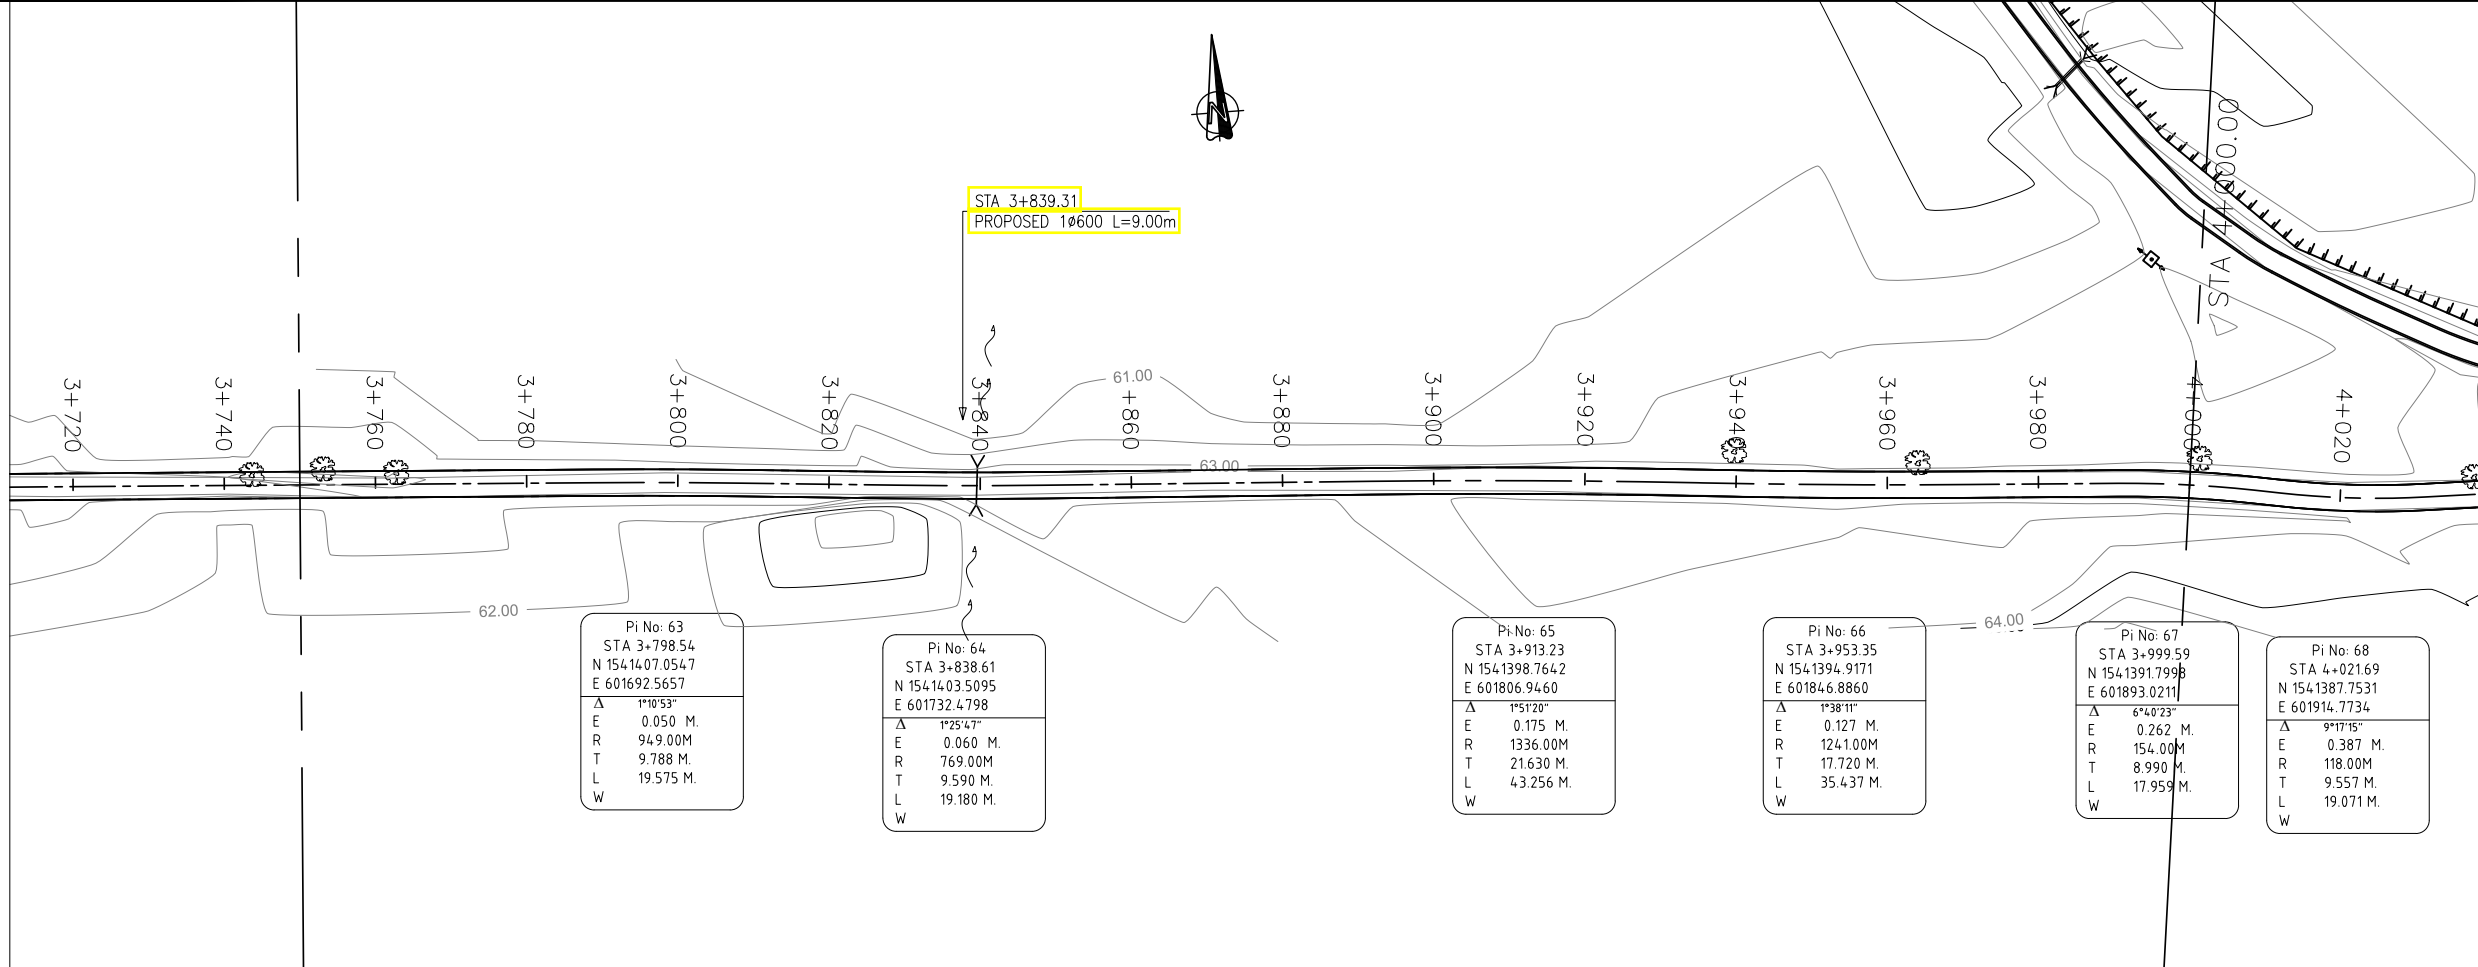 N
STA 4+000.00
STA 3+839.31
PROPOSED 1ø600 L=9.00m
61.00
3+720
3+740
3+760
3+780
3+800
3+820
3+840
3+860
3+880
3+900
3+920
3+940
3+960
3+980
4+000
4+020
63.00
62.00
64.00
Pi No: 63
STA 3+798.54
N 1541407.0547
E 601692.5657
Δ 1°10'53"
E 0.050 M.
R 949.00M
T 9.788 M.
L 19.575 M.
W
Pi No: 64
STA 3+838.61
N 1541403.5095
E 601732.4798
Δ 1°25'47"
E 0.060 M.
R 769.00M
T 9.590 M.
L 19.180 M.
W
Pi No: 65
STA 3+913.23
N 1541398.7642
E 601806.9460
Δ 1°51'20"
E 0.175 M.
R 1336.00M
T 21.630 M.
L 43.256 M.
W
Pi No: 66
STA 3+953.35
N 1541394.9171
E 601846.8860
Δ 1°38'11"
E 0.127 M.
R 1241.00M
T 17.720 M.
L 35.437 M.
W
Pi No: 67
STA 3+999.59
N 1541391.7998
E 601893.0211
Δ 6°40'23"
E 0.262 M.
R 154.00M
T 8.990 M.
L 17.959 M.
W
Pi No: 68
STA 4+021.69
N 1541387.7531
E 601914.7734
Δ 9°17'15"
E 0.387 M.
R 118.00M
T 9.557 M.
L 19.071 M.
W